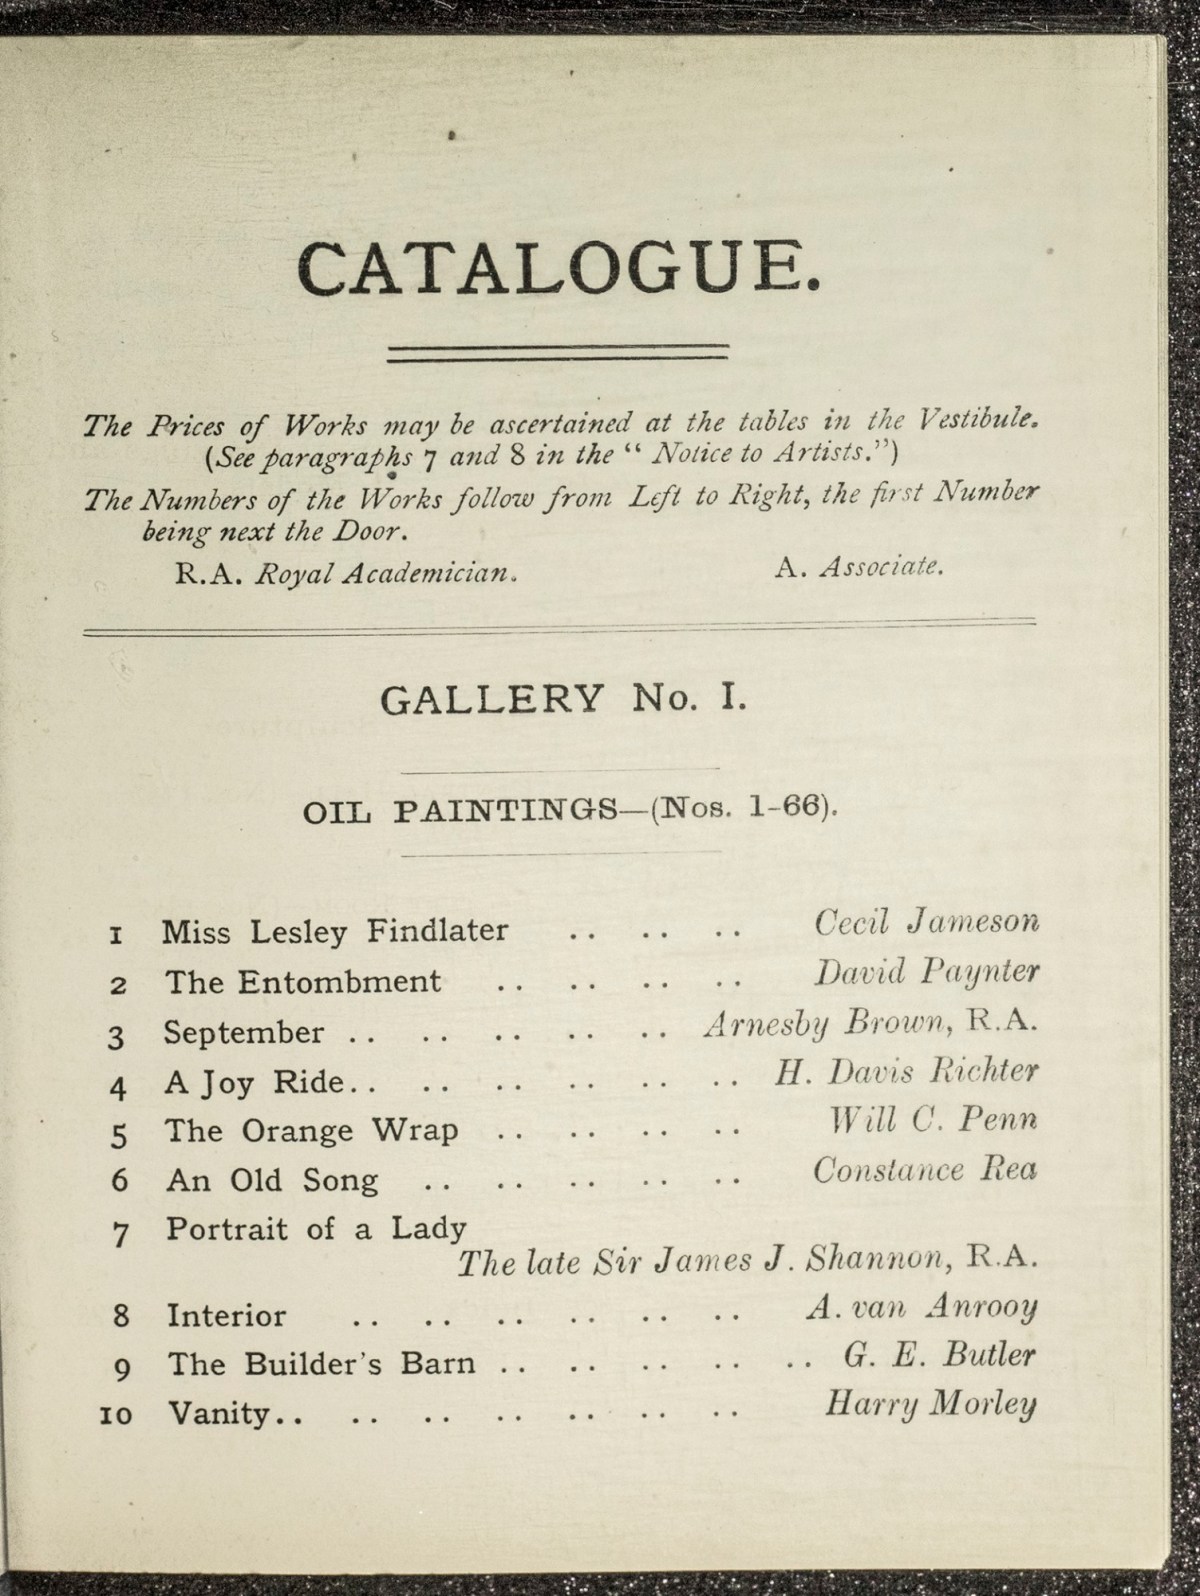 CATALOGUE.
The Prices of Works may be ascertained at the tables in the Vestibule.
(See paragraphs 7 and 8 in the “ Notice to Artists.”)
The Numbers of the Works follow from Left to Right, the first Number
being next the Door.
R.A. Royal Academician. A. Associate.
GALLERY No. I.
OIL PAINTINGS—(Nos. 1-66).
1 Miss Lesley Findlater .. .. .. Cecil Jameson
2 The Entombment .. .. .. .. David Paynter
3 September .. .. .. .. .. Arnesby Brown, R.A.
4 A Joy Ride.. .. .. .. .. .. H. Davis Richter
5 The Orange Wrap .. .. .. .. Will C. Penn
6 An Old Song .. .. .. .. .. Constance Rea
7 Portrait of a Lady
The late Sir James J. Shannon, R.A.
8 Interior .. .. .. .. .. .. A. van Anrooy
9 The Builder's Barn .. .. .. .. .. G. E. Butler
10 Vanity.. .. .. .. .. .. .. Harry Morley